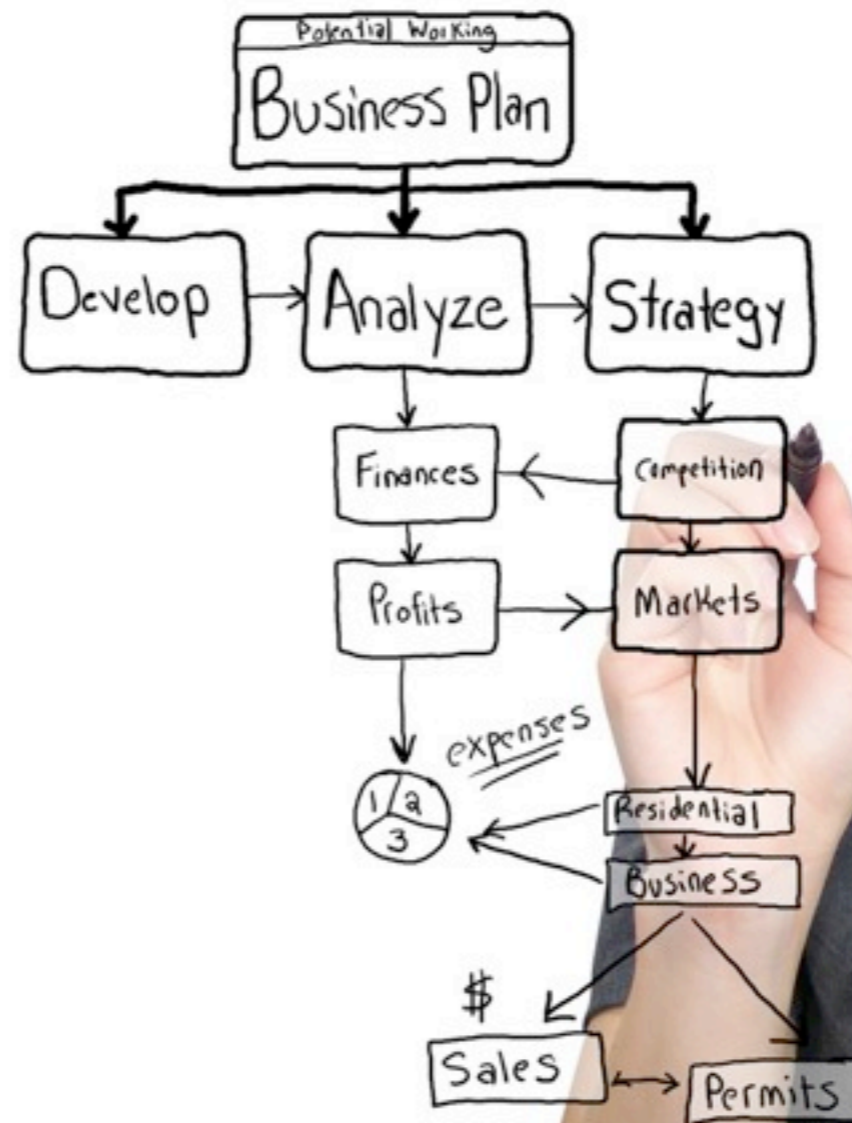 Potential Working
Business Plan
Develop
Analyze
Strategy
Finances
Competition
Profits
Markets
expenses
1 2
3
Residential
Business
$
Sales
Permits